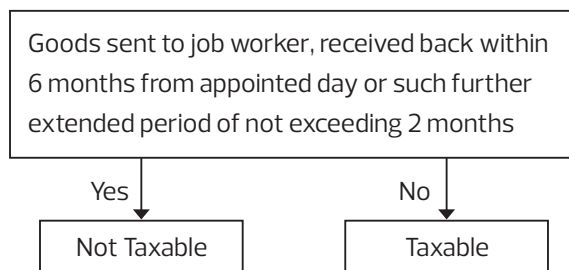 Goods sent to job worker, received back within
6 months from appointed day or such further
extended period of not exceeding 2 months
Yes
No
Not Taxable
Taxable